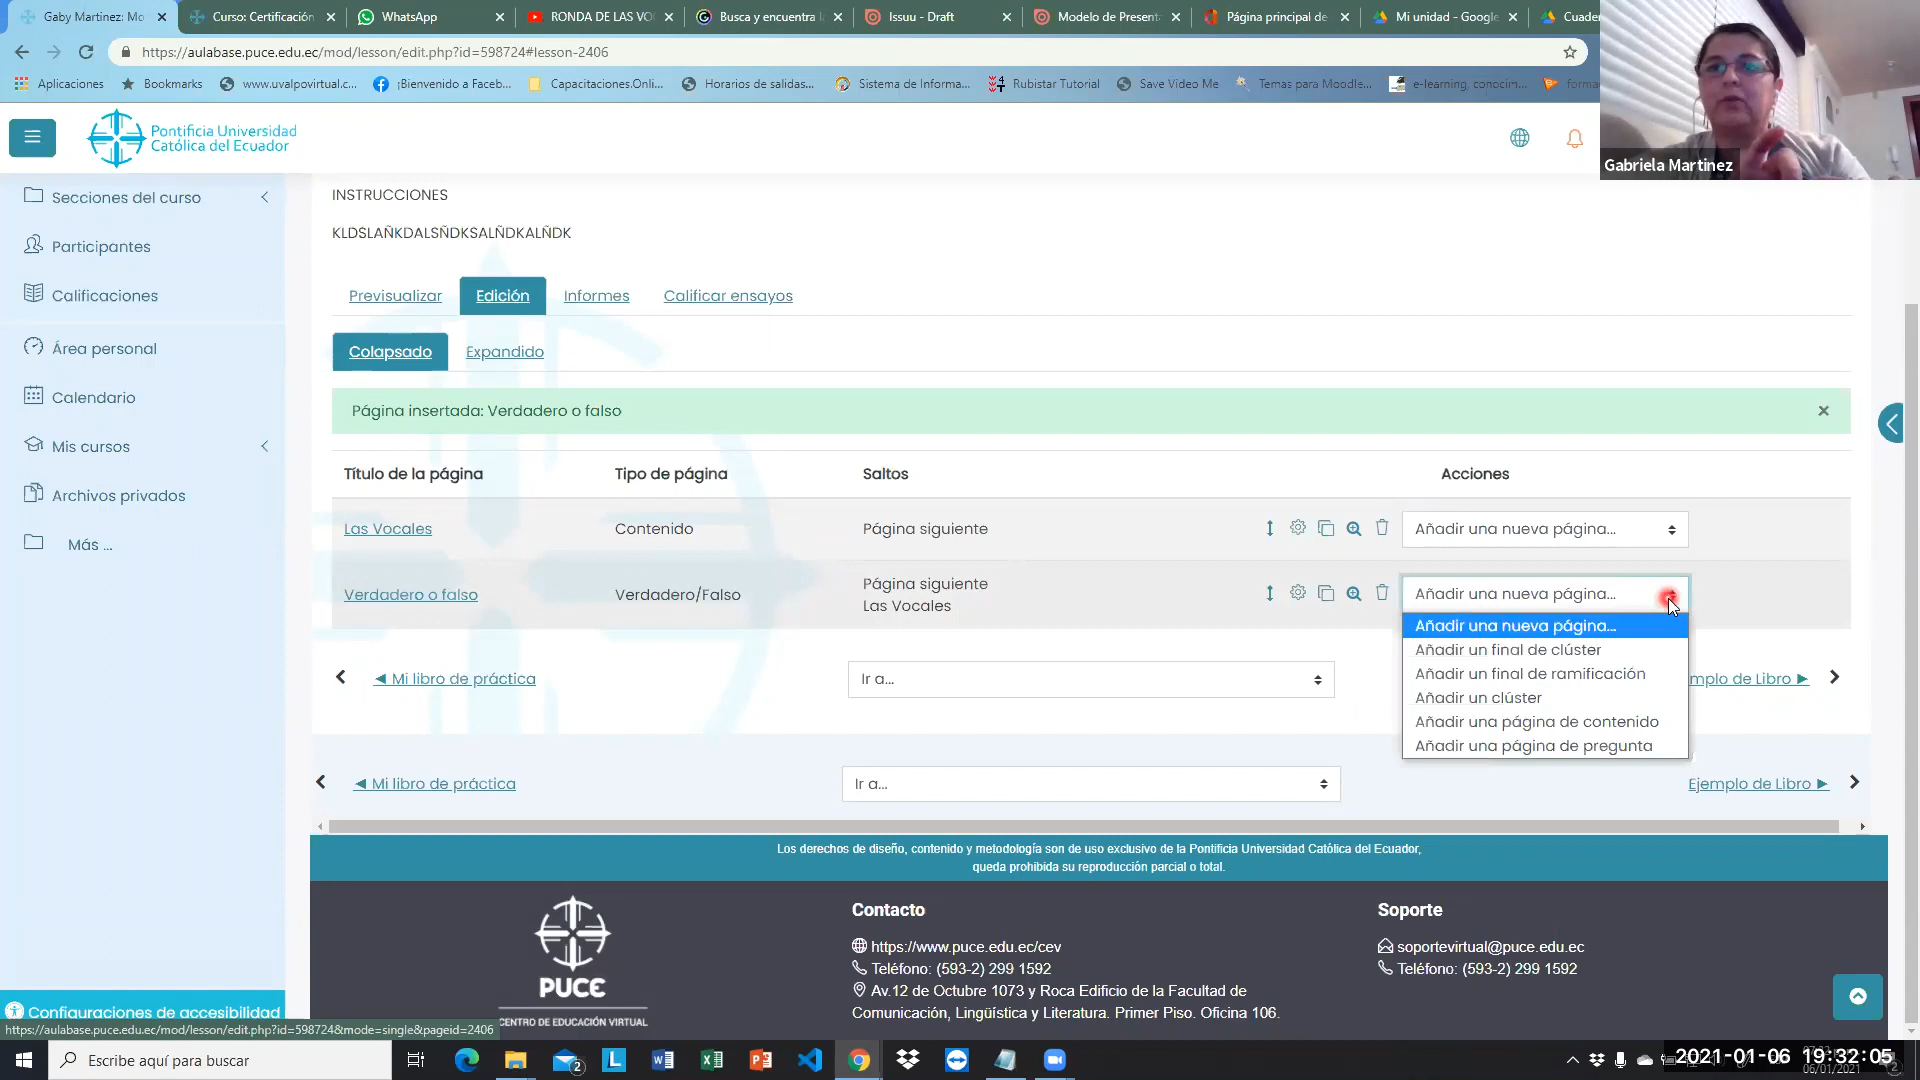 Gaby Martinez: Mo
Curso: Certificación
WhatsApp
RONDA DE LAS VO
Busca y encuentra l
Issuu - Draft
Modelo de Present
Página principal de
Mi unidad - Google
Cuade
https://aulabase.puce.edu.ec/mod/lesson/edit.php?id=598724#lesson-2406
Aplicaciones
Bookmarks
www.uvalpovirtual.c...
¡Bienvenido a Faceb...
Capacitaciones.Onli...
Horarios de salidas...
Sistema de Informa...
Rubistar Tutorial
Save Video Me
Temas para Moodle...
e-learning, conocim...
forma
Pontificia Universidad
Católica del Ecuador
Gabriela Martinez
Secciones del curso
Participantes
Calificaciones
Área personal
Calendario
Mis cursos
Archivos privados
Más ...
INSTRUCCIONES
KLDSLAÑKDALSÑDKSALÑDKALÑDK
Previsualizar
Edición
Informes
Calificar ensayos
Colapsado
Expandido
Página insertada: Verdadero o falso
Título de la página
Tipo de página
Saltos
Acciones
Las Vocales
Contenido
Página siguiente
Añadir una nueva página...
Verdadero o falso
Verdadero/Falso
Página siguiente
Las Vocales
Añadir una nueva página...
Añadir una nueva página...
Añadir un final de clúster
Añadir un final de ramificación
Añadir un clúster
Añadir una página de contenido
Añadir una página de pregunta
◄ Mi libro de práctica
Ir a...
mplo de Libro ►
◄ Mi libro de práctica
Ir a...
Ejemplo de Libro ►
Los derechos de diseño, contenido y metodología son de uso exclusivo de la Pontificia Universidad Católica del Ecuador,
queda prohibida su reproducción parcial o total.
PUCE
CENTRO DE EDUCACIÓN VIRTUAL
Contacto
https://www.puce.edu.ec/cev
Teléfono: (593-2) 299 1592
Av.12 de Octubre 1073 y Roca Edificio de la Facultad de
Comunicación, Lingüística y Literatura. Primer Piso. Oficina 106.
Soporte
soportevirtual@puce.edu.ec
Teléfono: (593-2) 299 1592
Configuraciones de accesibilidad
https://aulabase.puce.edu.ec/mod/lesson/edit.php?id=598724&mode=single&pageid=2406
Escribe aquí para buscar
2
2021-01-06 19:32:05
06/01/2021